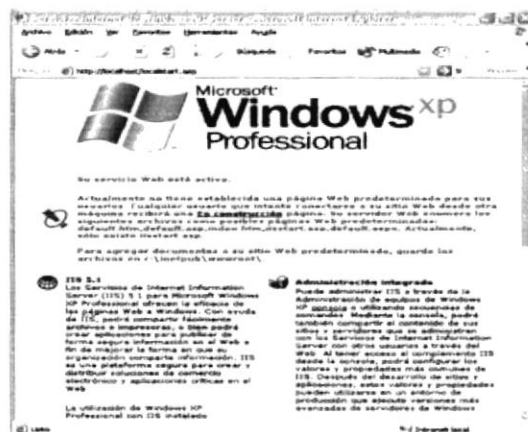 Archivo Edición Ver Favoritos Herramientas Ayuda
Atrás Búsqueda Favoritos Multimedia
http://localhost/localstart.asp
Microsoft
Windows xp
Professional
Su servicio Web está activo.
Actualmente no tiene establecida una página Web predeterminada para sus
usuarios. Cualquier usuario que intente conectarse a su sitio Web desde otra
máquina recibirá una En construcción página. Su servidor Web enumera los
siguientes archivos como posibles páginas Web predeterminadas:
default.htm,default.asp,index.htm,iisstart.asp,default.aspx. Actualmente,
sólo existe iisstart.asp.
Para agregar documentos a su sitio Web predeterminado, guarde los
archivos en c:\inetpub\wwwroot\.
IIS 5.1
Los Servicios de Internet Information
Server (IIS) 5.1 para Microsoft Windows
XP Professional ofrecen la eficacia de
las páginas Web a Windows. Con ayuda
de IIS, podrá compartir fácilmente
archivos e impresoras, o bien podrá
crear aplicaciones para publicar de
forma segura información en el Web a
fin de mejorar la forma en que su
organización comparte información. IIS
es una plataforma segura para crear y
distribuir soluciones de comercio
electrónico y aplicaciones críticas en el
Web.
La utilización de Windows XP
Professional con IIS instalado
Administración integrada
Puede administrar IIS a través de la
Administración de equipos de Windows
XP consola o utilizando secuencias de
comandos. Mediante la consola, podrá
también compartir el contenido de sus
sitios y servidores que se administran
con los Servicios de Internet Information
Server con otros usuarios a través del
Web. Al tener acceso al complemento IIS
desde la consola, podrá configurar los
valores y propiedades más comunes de
IIS. Después del desarrollo de sitios y
aplicaciones, estos valores y propiedades
pueden utilizarse en un entorno de
producción que ejecute versiones más
avanzadas de servidores de Windows.
Listo
Intranet local